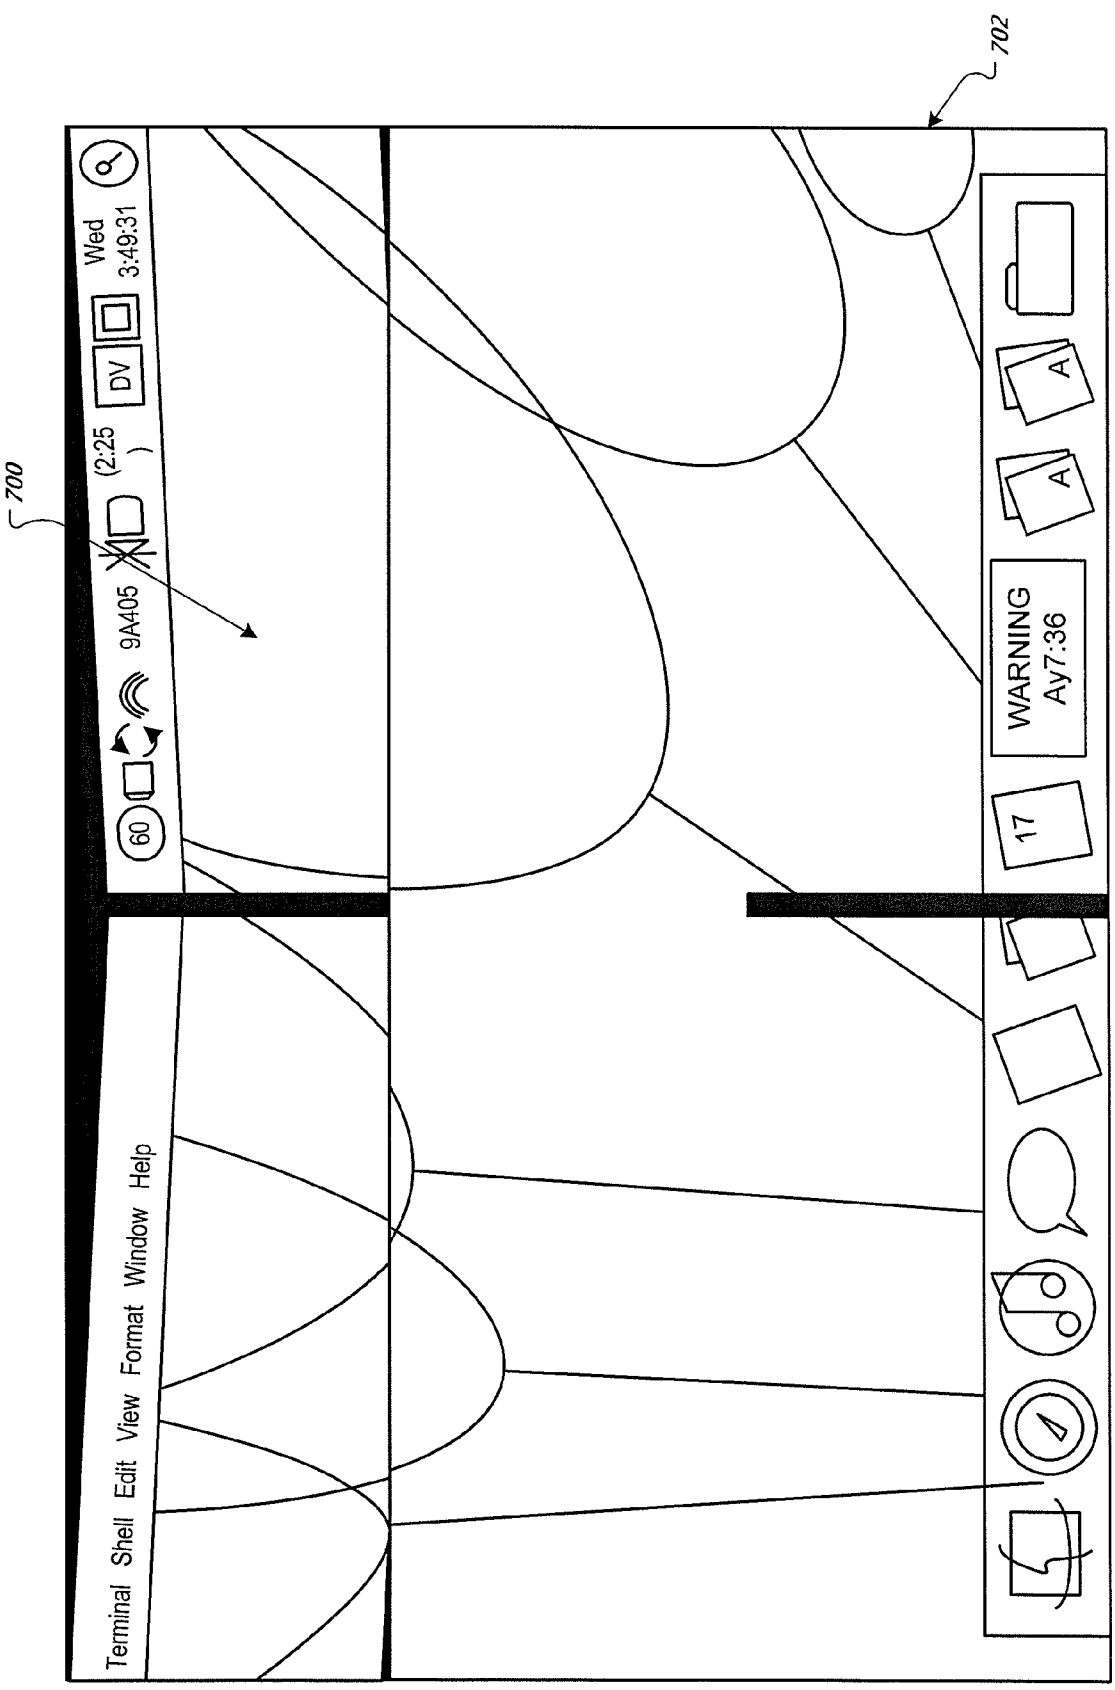 702
700
Terminal Shell Edit View Format Window Help
60
9A405
(2:25
)
DV
Wed
3:49:31
17
WARNING
Ay7:36
A
A